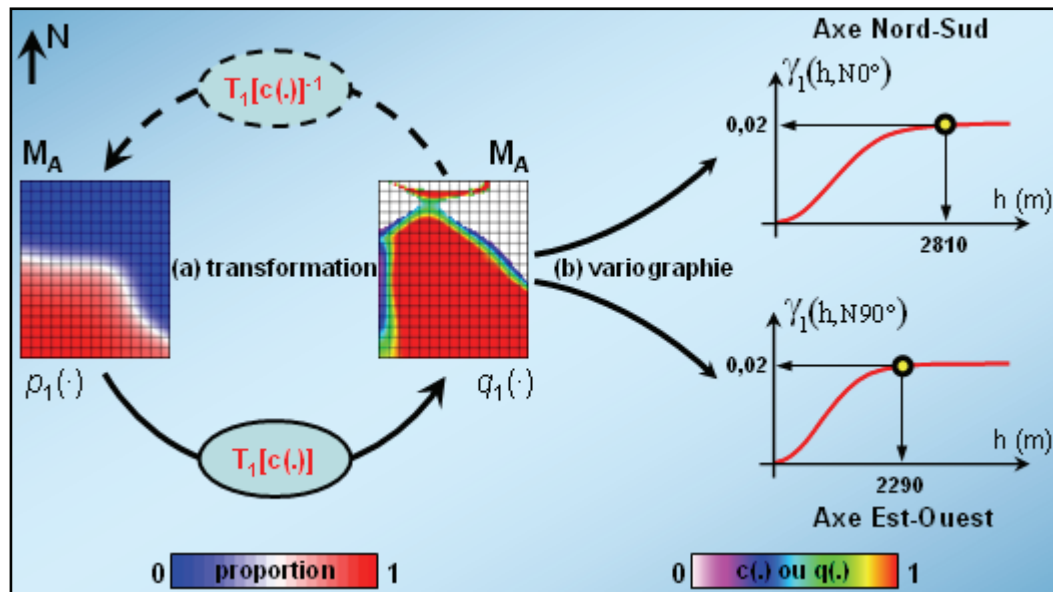 N
T₁[c(.)]⁻¹
M_A
M_A
(a) transformation
(b) variographie
p₁(·)
q₁(·)
T₁[c(.)]
0 proportion 1
Axe Nord-Sud
γ₁(h,N0°)
0,02
h (m)
2810
γ₁(h,N90°)
0,02
h (m)
2290
Axe Est-Ouest
0 c(.) ou q(.) 1